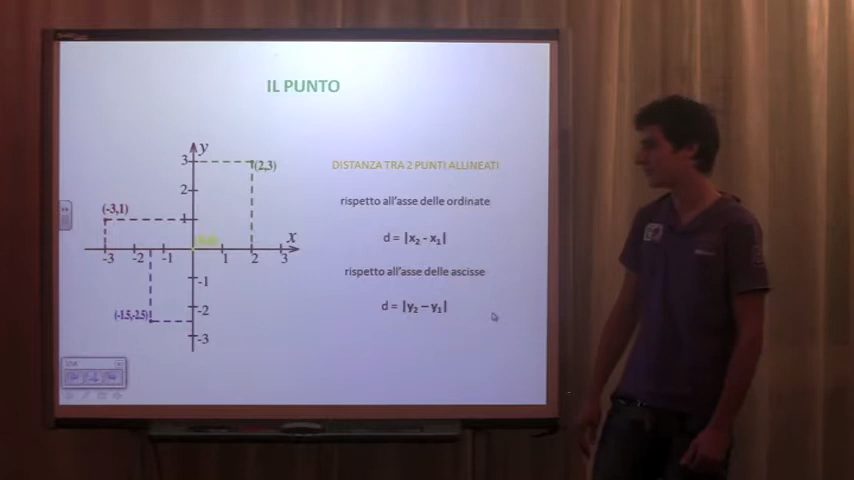 IL PUNTO
y
3
(2,3)
DISTANZA TRA 2 PUNTI ALLINEATI
2
rispetto all'asse delle ordinate
(-3,1)
1
x
d = |x₂ - x₁|
-3 -2 -1 1 2 3
rispetto all'asse delle ascisse
-1
d = |y₂ – y₁|
(-1.5,-2.5)
-2
-3